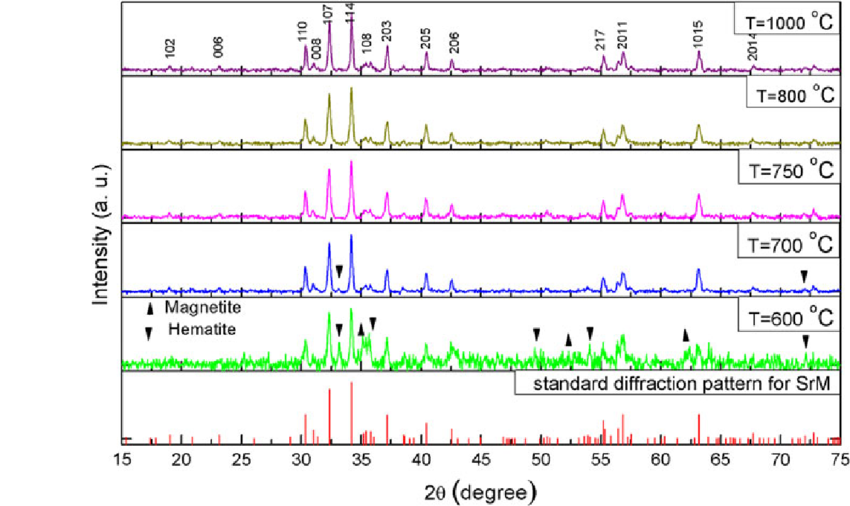 T=1000 °C
102
006
110
008
107
114
108
203
205
206
217
2011
1015
2014
T=800 °C
T=750 °C
T=700 °C
Magnetite
Hematite
T=600 °C
standard diffraction pattern for SrM
Intensity (a. u.)
15 20 25 30 35 40 45 50 55 60 65 70 75
2θ (degree)